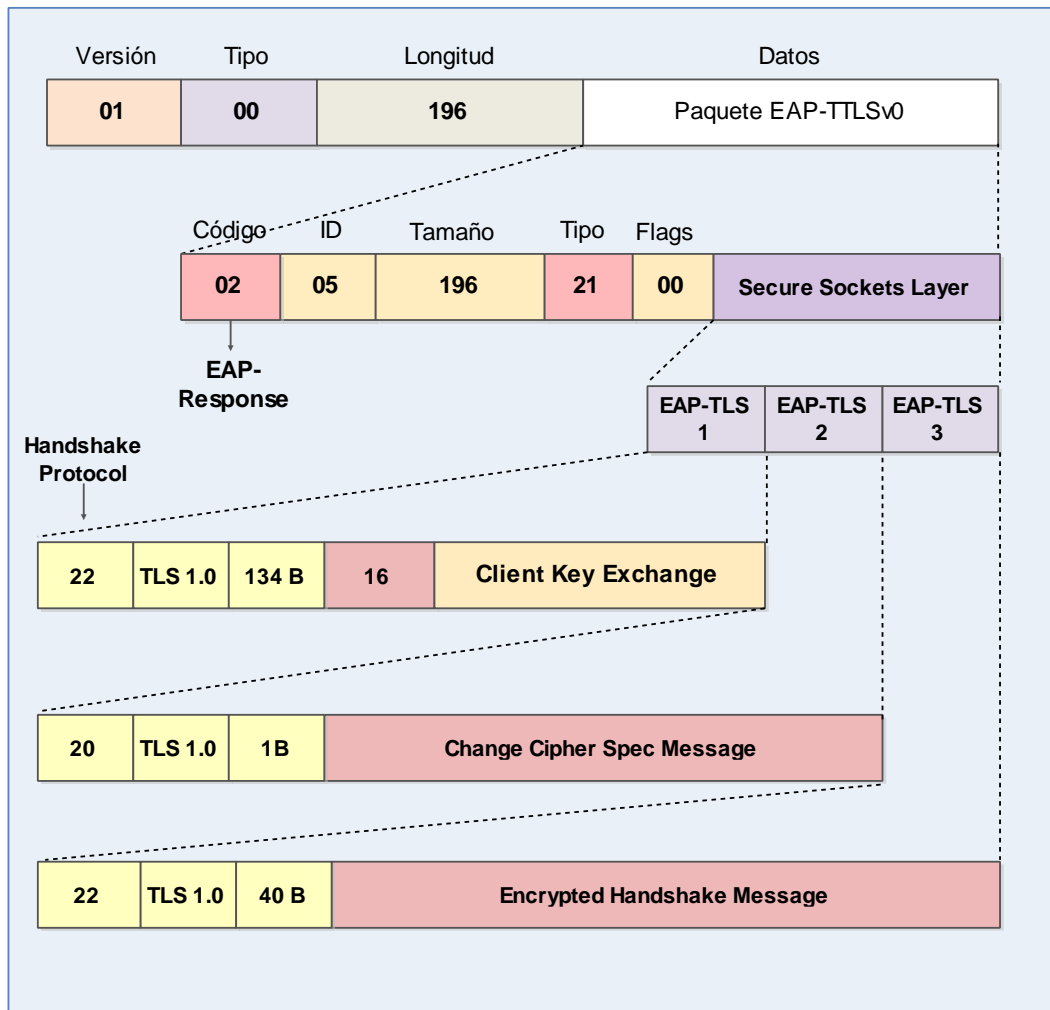 Versión Tipo Longitud Datos
01 00 196 Paquete EAP-TTLSv0
Código ID Tamaño Tipo Flags
02 05 196 21 00 Secure Sockets Layer
EAP-
Response
EAP-TLS EAP-TLS EAP-TLS
1 2 3
Handshake
Protocol
22 TLS 1.0 134 B 16 Client Key Exchange
20 TLS 1.0 1B Change Cipher Spec Message
22 TLS 1.0 40 B Encrypted Handshake Message